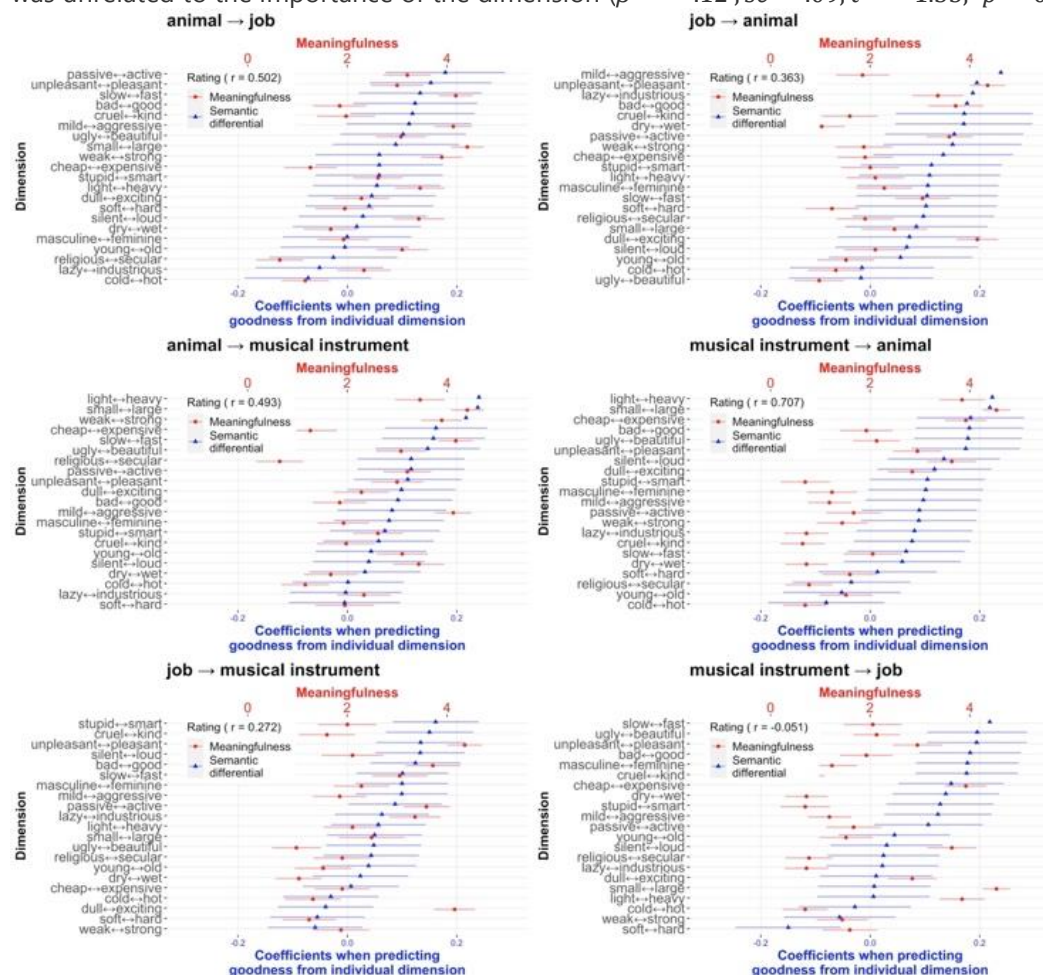 was unrelated to the importance of the dimension
animal → job
Meaningfulness
0 2 4
Rating ( r = 0.502)
Meaningfulness
Semantic
differential
Dimension
passive↔active
unpleasant↔pleasant
slow↔fast
bad↔good
cruel↔kind
mild↔aggressive
ugly↔beautiful
small↔large
weak↔strong
cheap↔expensive
stupid↔smart
light↔heavy
dull↔exciting
soft↔hard
silent↔loud
dry↔wet
masculine↔feminine
young↔old
religious↔secular
lazy↔industrious
cold↔hot
-0.2 0.0 0.2
Coefficients when predicting
goodness from individual dimension
job → animal
Meaningfulness
0 2 4
Rating ( r = 0.363)
Meaningfulness
Semantic
differential
Dimension
mild↔aggressive
unpleasant↔pleasant
lazy↔industrious
bad↔good
cruel↔kind
dry↔wet
passive↔active
weak↔strong
cheap↔expensive
stupid↔smart
light↔heavy
masculine↔feminine
slow↔fast
soft↔hard
religious↔secular
small↔large
dull↔exciting
silent↔loud
young↔old
cold↔hot
ugly↔beautiful
-0.2 0.0 0.2
Coefficients when predicting
goodness from individual dimension
animal → musical instrument
Meaningfulness
0 2 4
Rating ( r = 0.493)
Meaningfulness
Semantic
differential
Dimension
light↔heavy
small↔large
weak↔strong
cheap↔expensive
slow↔fast
ugly↔beautiful
religious↔secular
passive↔active
unpleasant↔pleasant
dull↔exciting
bad↔good
mild↔aggressive
masculine↔feminine
stupid↔smart
cruel↔kind
young↔old
silent↔loud
dry↔wet
cold↔hot
lazy↔industrious
soft↔hard
-0.2 0.0 0.2
Coefficients when predicting
goodness from individual dimension
musical instrument → animal
Meaningfulness
0 2 4
Rating ( r = 0.707)
Meaningfulness
Semantic
differential
Dimension
light↔heavy
small↔large
cheap↔expensive
bad↔good
ugly↔beautiful
unpleasant↔pleasant
silent↔loud
dull↔exciting
stupid↔smart
masculine↔feminine
mild↔aggressive
passive↔active
weak↔strong
lazy↔industrious
cruel↔kind
slow↔fast
dry↔wet
soft↔hard
religious↔secular
young↔old
cold↔hot
-0.2 0.0 0.2
Coefficients when predicting
goodness from individual dimension
job → musical instrument
Meaningfulness
0 2 4
Rating ( r = 0.272)
Meaningfulness
Semantic
differential
Dimension
stupid↔smart
cruel↔kind
unpleasant↔pleasant
silent↔loud
bad↔good
slow↔fast
masculine↔feminine
mild↔aggressive
passive↔active
lazy↔industrious
light↔heavy
small↔large
ugly↔beautiful
religious↔secular
young↔old
dry↔wet
cheap↔expensive
cold↔hot
dull↔exciting
soft↔hard
weak↔strong
-0.2 0.0 0.2
Coefficients when predicting
goodness from individual dimension
musical instrument → job
Meaningfulness
0 2 4
Rating ( r = -0.051)
Meaningfulness
Semantic
differential
Dimension
slow↔fast
ugly↔beautiful
unpleasant↔pleasant
bad↔good
masculine↔feminine
cruel↔kind
cheap↔expensive
dry↔wet
stupid↔smart
mild↔aggressive
passive↔active
young↔old
silent↔loud
religious↔secular
lazy↔industrious
dull↔exciting
small↔large
light↔heavy
cold↔hot
weak↔strong
soft↔hard
-0.2 0.0 0.2
Coefficients when predicting
goodness from individual dimension